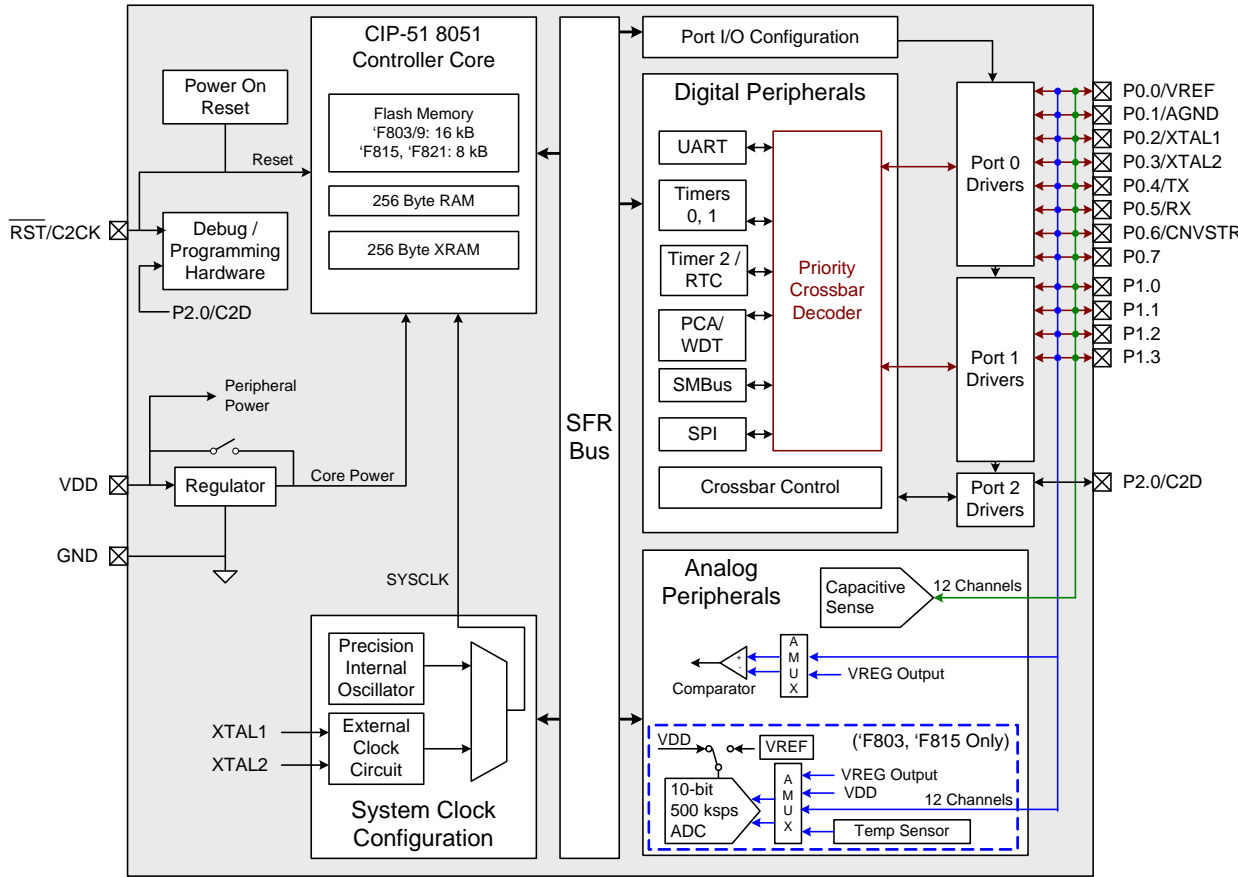 CIP-51 8051
Controller Core
Flash Memory
‘F803/9: 16 kB
‘F815, ‘F821: 8 kB
256 Byte RAM
256 Byte XRAM
Power On
Reset
Reset
RST/C2CK
Debug /
Programming
Hardware
P2.0/C2D
Peripheral
Power
VDD
Regulator
Core Power
GND
SYSCLK
Precision
Internal
Oscillator
XTAL1
XTAL2
External
Clock
Circuit
System Clock
Configuration
SFR
Bus
Port I/O Configuration
Digital Peripherals
UART
Timers
0, 1
Timer 2 /
RTC
PCA/
WDT
SMBus
SPI
Priority
Crossbar
Decoder
Crossbar Control
Port 0
Drivers
Port 1
Drivers
Port 2
Drivers
P0.0/VREF
P0.1/AGND
P0.2/XTAL1
P0.3/XTAL2
P0.4/TX
P0.5/RX
P0.6/CNVSTR
P0.7
P1.0
P1.1
P1.2
P1.3
P2.0/C2D
Analog
Peripherals
Capacitive
Sense
12 Channels
+
-
Comparator
AMUX
VREG Output
(‘F803, ‘F815 Only)
VDD
VREF
10-bit
500 ksps
ADC
AMUX
VREG Output
VDD
12 Channels
Temp Sensor